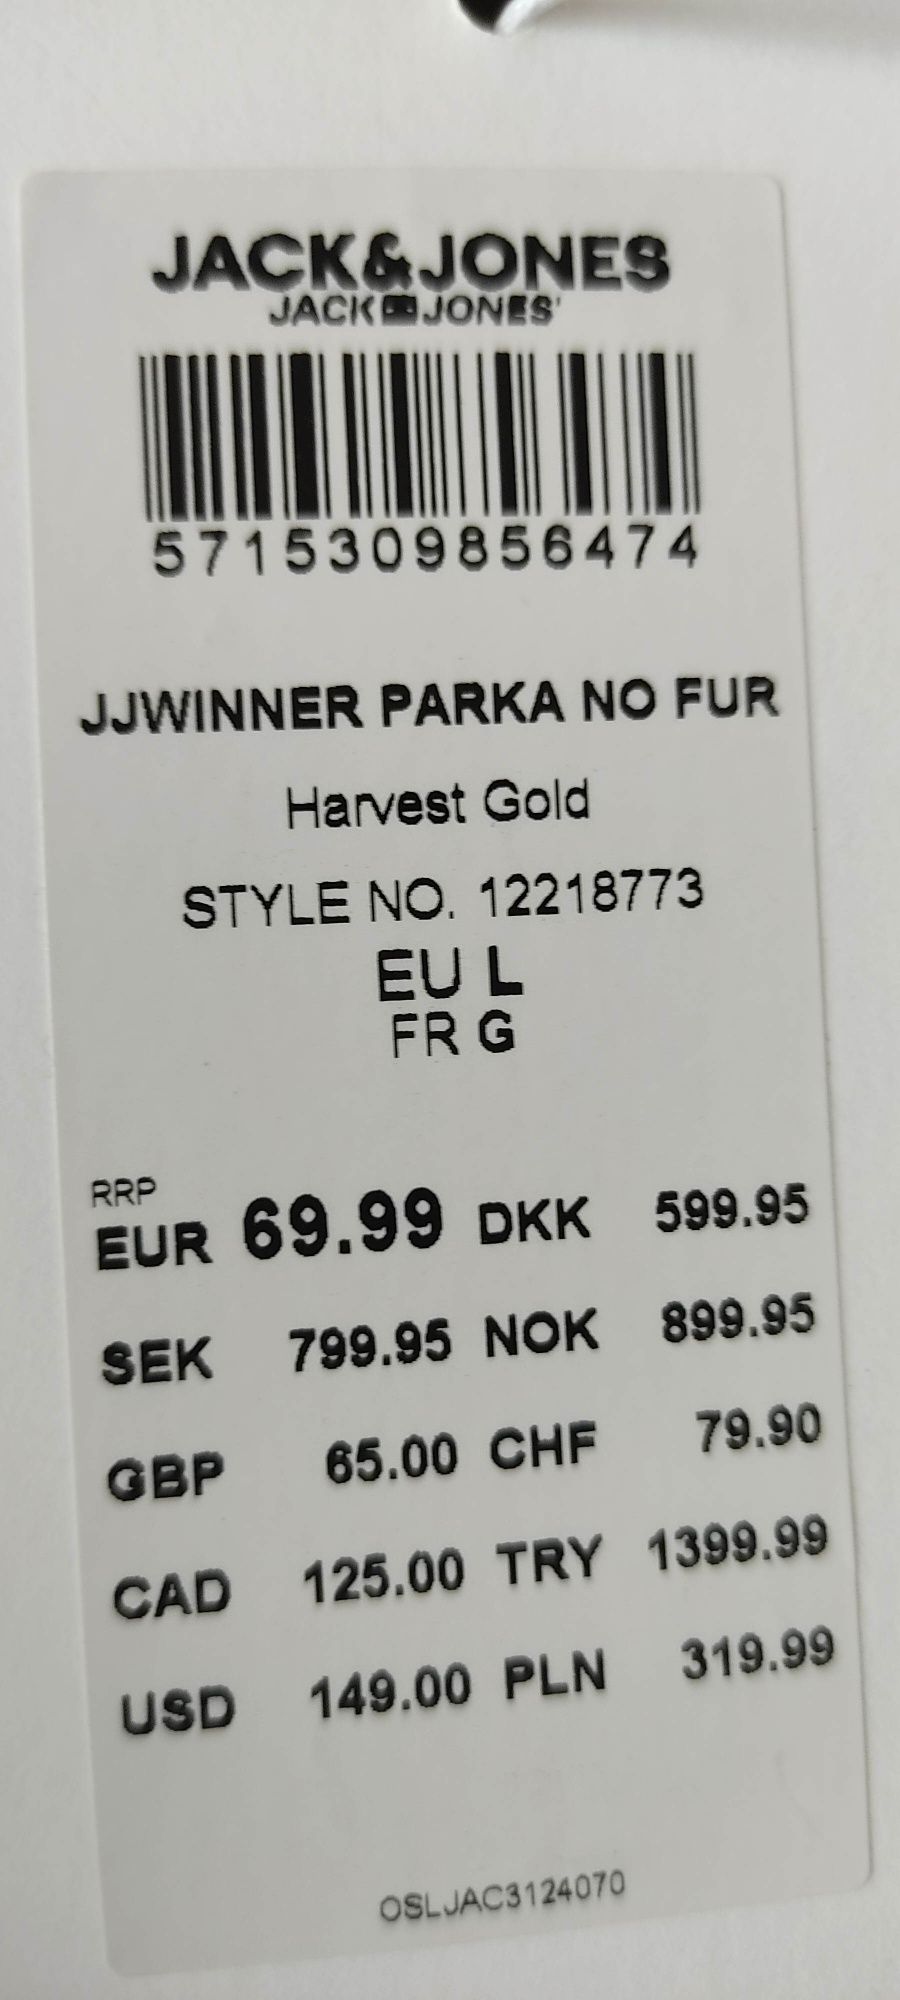 JACK&JONES
JACK JONES'
5715309856474
JJWINNER PARKA NO FUR
Harvest Gold
STYLE NO. 12218773
EU L
FR G
RRP
EUR 69.99 DKK 599.95
SEK 799.95 NOK 899.95
GBP 65.00 CHF 79.90
CAD 125.00 TRY 1399.99
USD 149.00 PLN 319.99
OSLJAC3124070